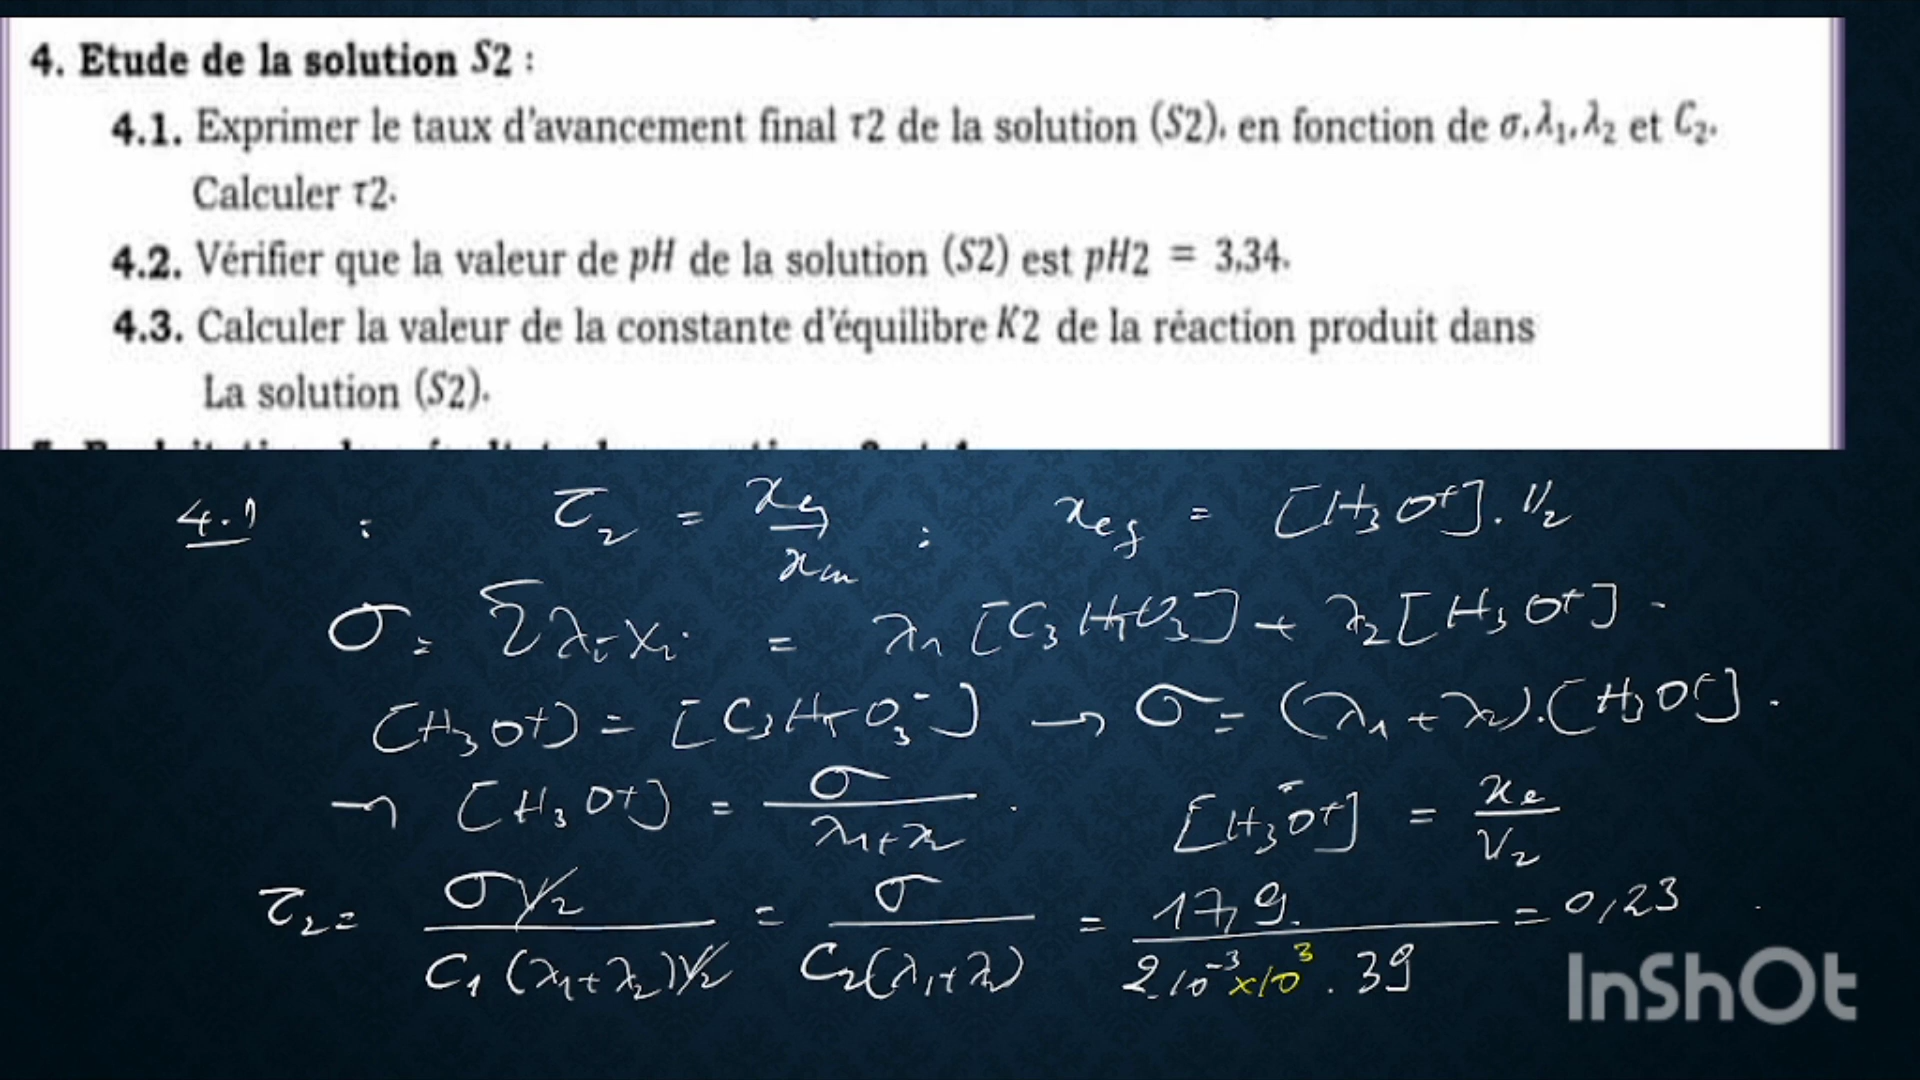 4. Etude de la solution S2 :
4.1. Exprimer le taux d'avancement final τ2 de la solution (S2), en fonction de σ, λ₁, λ₂ et C₂.
Calculer τ2.
4.2. Vérifier que la valeur de pH de la solution (S2) est pH2 = 3,34.
4.3. Calculer la valeur de la constante d'équilibre K2 de la réaction produit dans
La solution (S2).
4.1 : τ₂ = xéq / xm ; xéq = [H₃O⁺]. V₂
σ = Σ λi Xi = λ₁ [C₃H₅O₃⁻] + λ₂ [H₃O⁺].
[H₃O⁺] = [C₃H₅O₃⁻] → σ = (λ₁ + λ₂).[H₃O⁺].
→ [H₃O⁺] = σ / λ₁+λ₂ . [H₃O⁺] = xe / V₂
τ₂ = σV₂ / C₁ (λ₁+λ₂)V₂ = σ / C₂(λ₁+λ₂) = 17,9 / 2.10⁻³×10³ . 39 = 0,23
InShOt